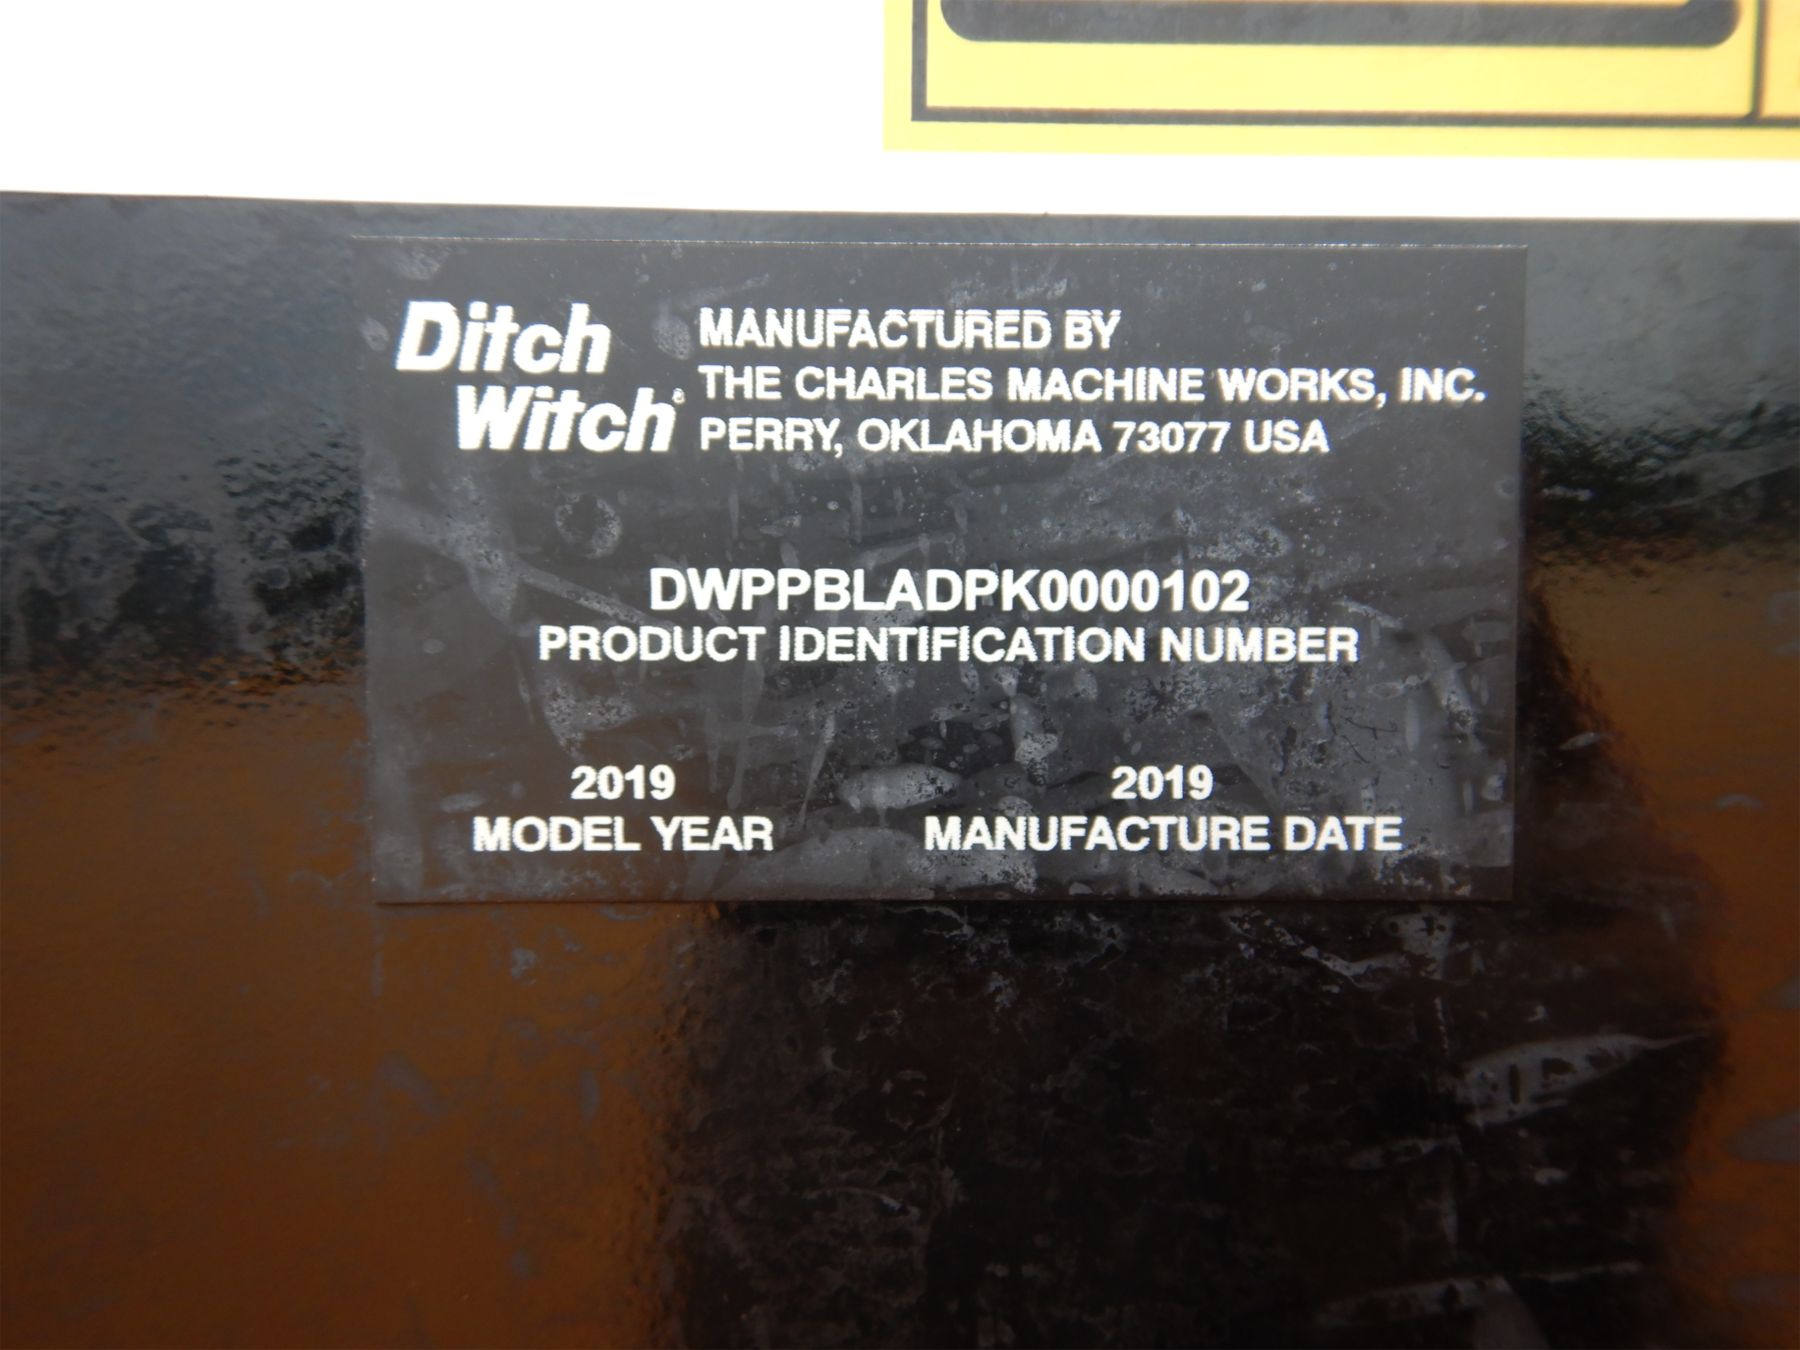 Ditch
Witch®
MANUFACTURED BY
THE CHARLES MACHINE WORKS, INC.
PERRY, OKLAHOMA 73077 USA
DWPPBLADPK0000102
PRODUCT IDENTIFICATION NUMBER
2019
MODEL YEAR
2019
MANUFACTURE DATE